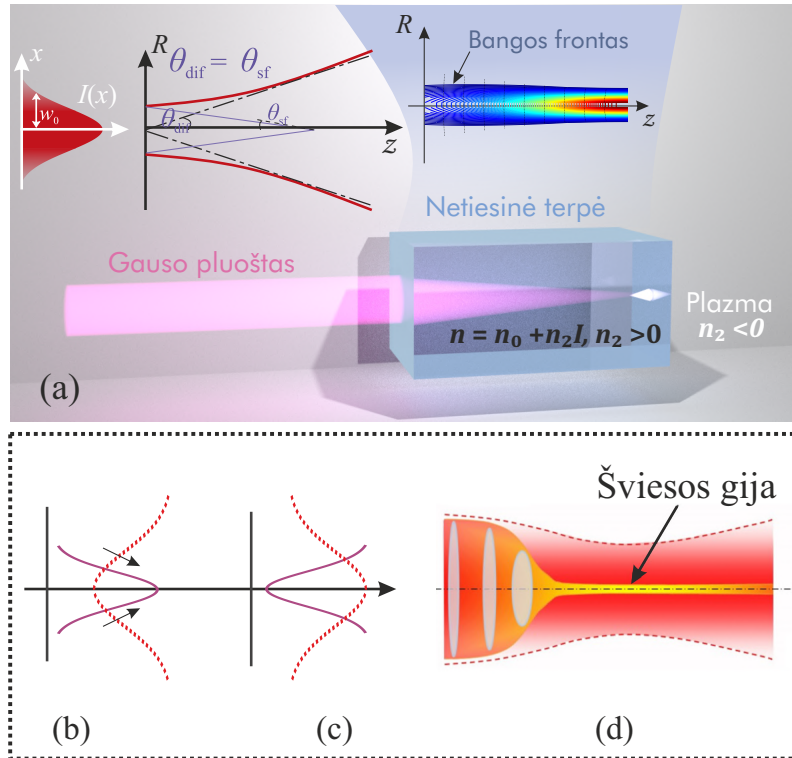 x
I(x)
w₀
R
θdif = θsf
θdif
θsf
z
R
Bangos frontas
z
Netiesinė terpė
Gauso pluoštas
Plazma
n₂ <0
n = n₀ +n₂I, n₂ >0
(a)
Šviesos gija
(b)
(c)
(d)